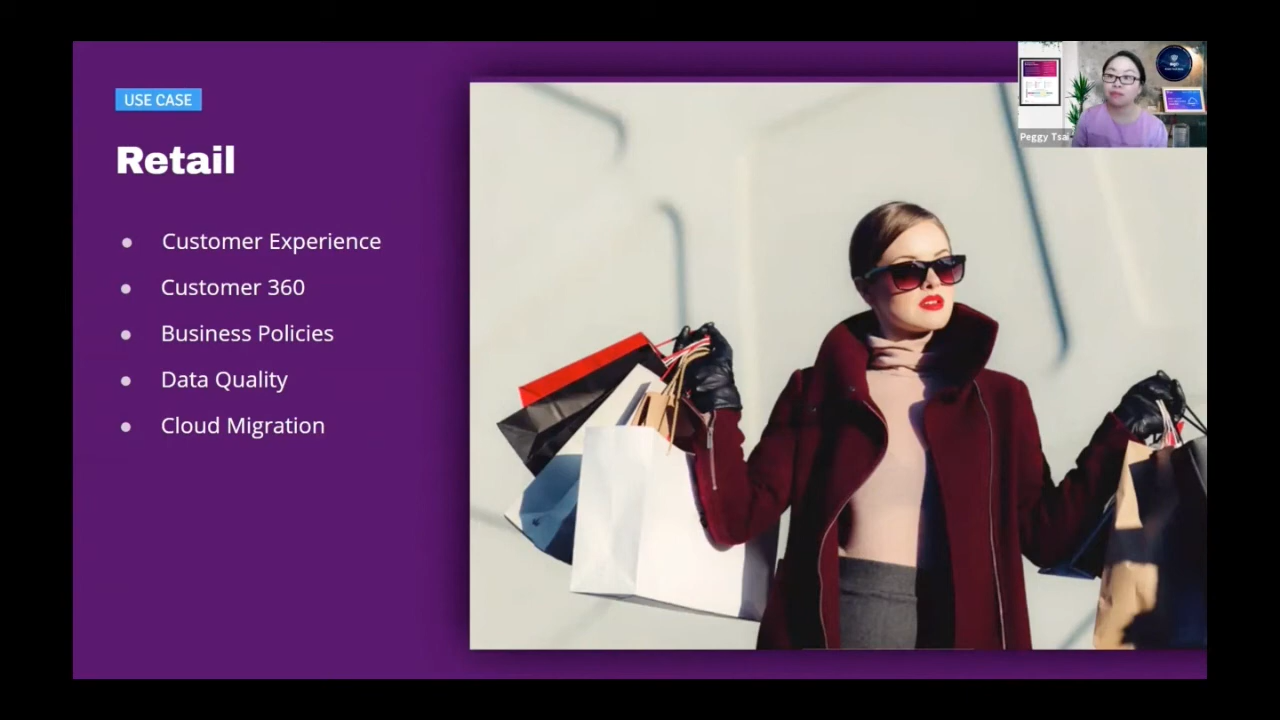 USE CASE
Retail
Customer Experience
Customer 360
Business Policies
Data Quality
Cloud Migration
Peggy Tsai